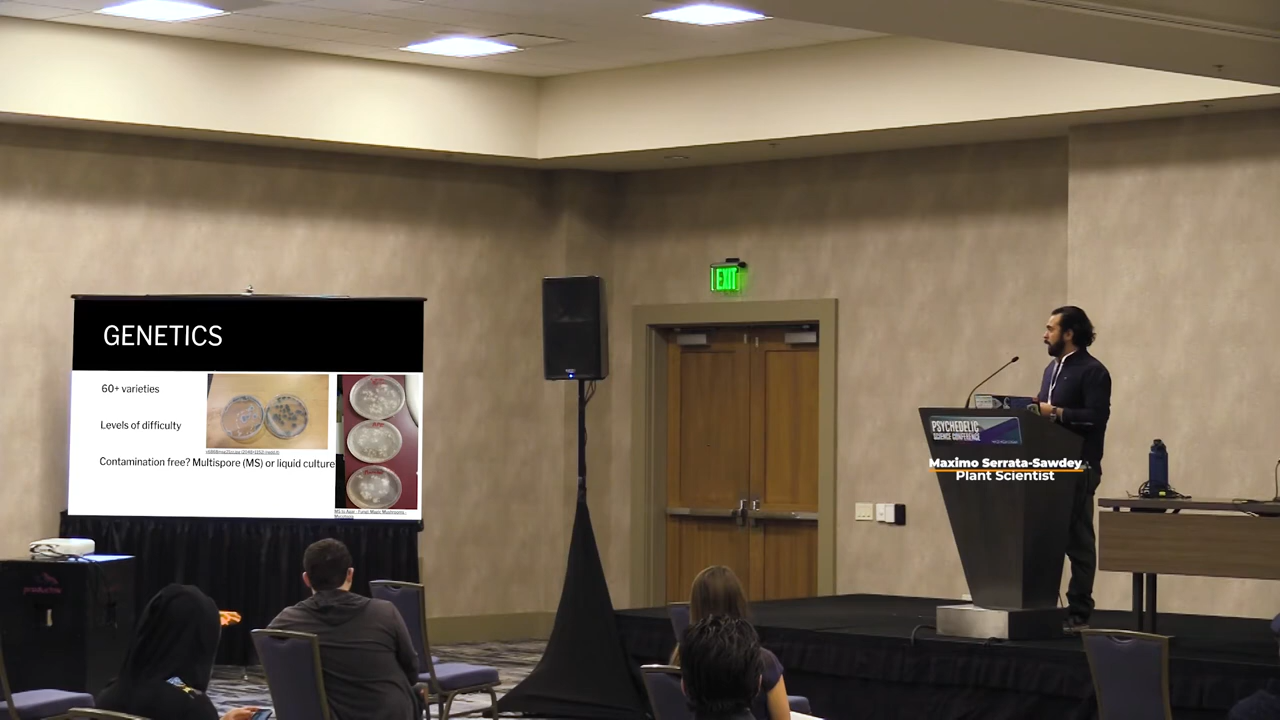 EXIT
GENETICS
60+ varieties
Levels of difficulty
Contamination free? Multispore (MS) or liquid culture
PSYCHEDELIC
SCIENCE CONFERENCE
Maximo Serrata-Sawdey
Plant Scientist